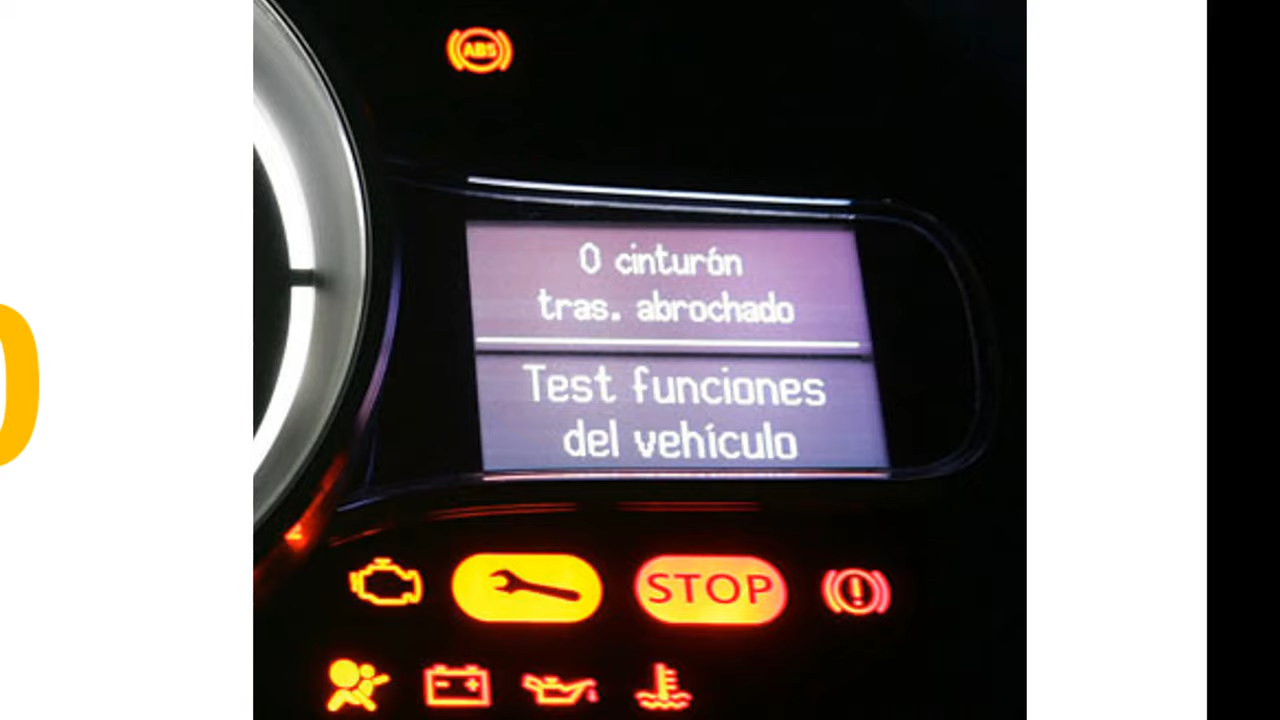 ABS
0 cinturón
tras. abrochado
Test funciones
del vehículo
STOP